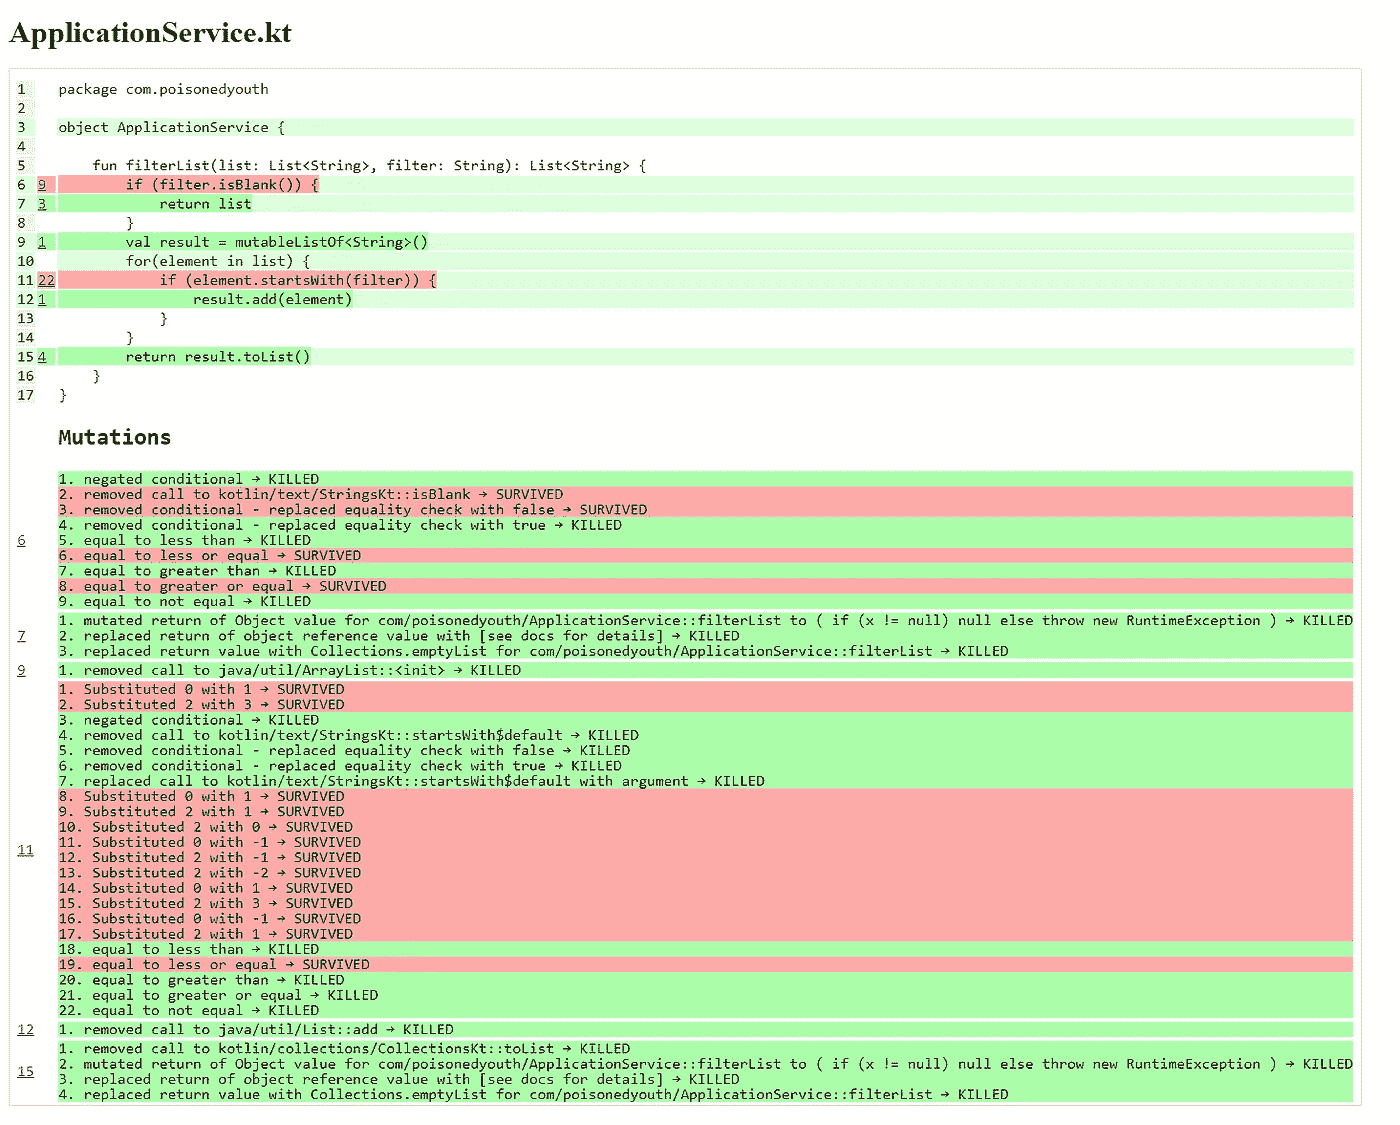 ApplicationService.kt
1 package com.poisonedyouth
2
3 object ApplicationService {
4
5 fun filterList(list: List<String>, filter: String): List<String> {
6 9 if (filter.isBlank()) {
7 3 return list
8 }
9 1 val result = mutableListOf<String>()
10 for(element in list) {
11 22 if (element.startsWith(filter)) {
12 1 result.add(element)
13 }
14 }
15 4 return result.toList()
16 }
17 }
Mutations
6
1. negated conditional → KILLED
2. removed call to kotlin/text/StringsKt::isBlank → SURVIVED
3. removed conditional - replaced equality check with false → SURVIVED
4. removed conditional - replaced equality check with true → KILLED
5. equal to less than → KILLED
6. equal to less or equal → SURVIVED
7. equal to greater than → KILLED
8. equal to greater or equal → SURVIVED
9. equal to not equal → KILLED
7
1. mutated return of Object value for com/poisonedyouth/ApplicationService::filterList to ( if (x != null) null else throw new RuntimeException ) → KILLED
2. replaced return of object reference value with [see docs for details] → KILLED
3. replaced return value with Collections.emptyList for com/poisonedyouth/ApplicationService::filterList → KILLED
9
1. removed call to java/util/ArrayList::<init> → KILLED
11
1. Substituted 0 with 1 → SURVIVED
2. Substituted 2 with 3 → SURVIVED
3. negated conditional → KILLED
4. removed call to kotlin/text/StringsKt::startsWith$default → KILLED
5. removed conditional - replaced equality check with false → KILLED
6. removed conditional - replaced equality check with true → KILLED
7. replaced call to kotlin/text/StringsKt::startsWith$default with argument → KILLED
8. Substituted 0 with 1 → SURVIVED
9. Substituted 2 with 1 → SURVIVED
10. Substituted 2 with 0 → SURVIVED
11. Substituted 0 with -1 → SURVIVED
12. Substituted 2 with -1 → SURVIVED
13. Substituted 2 with -2 → SURVIVED
14. Substituted 0 with 1 → SURVIVED
15. Substituted 2 with 3 → SURVIVED
16. Substituted 0 with -1 → SURVIVED
17. Substituted 2 with 1 → SURVIVED
18. equal to less than → KILLED
19. equal to less or equal → SURVIVED
20. equal to greater than → KILLED
21. equal to greater or equal → KILLED
22. equal to not equal → KILLED
12
1. removed call to java/util/List::add → KILLED
15
1. removed call to kotlin/collections/CollectionsKt::toList → KILLED
2. mutated return of Object value for com/poisonedyouth/ApplicationService::filterList to ( if (x != null) null else throw new RuntimeException ) → KILLED
3. replaced return of object reference value with [see docs for details] → KILLED
4. replaced return value with Collections.emptyList for com/poisonedyouth/ApplicationService::filterList → KILLED